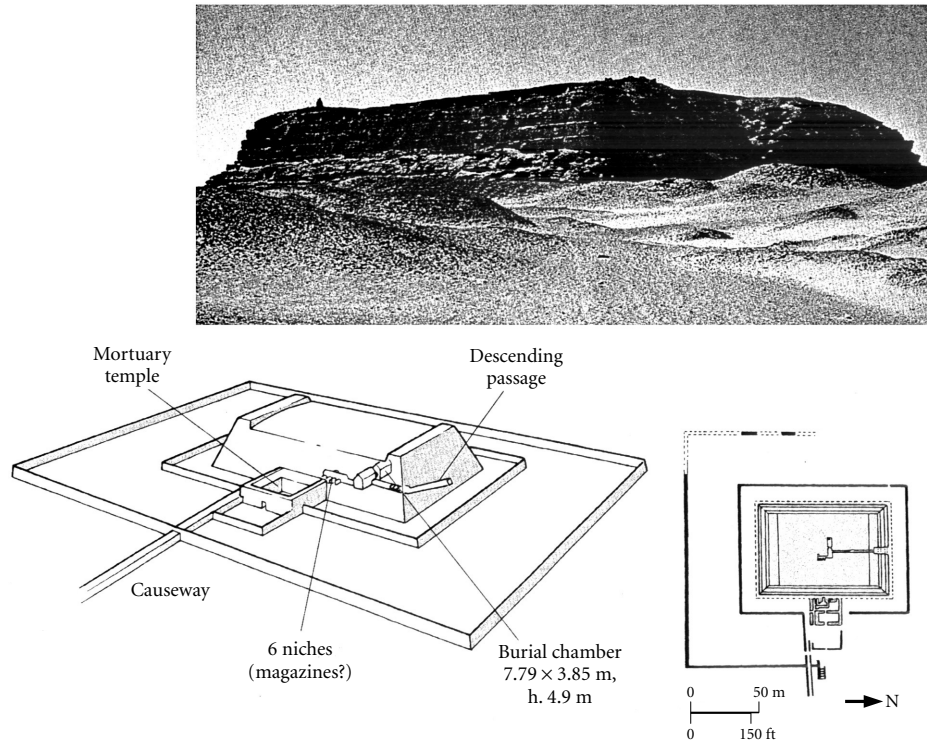 Mortuary
temple
Descending
passage
Causeway
6 niches
(magazines?)
Burial chamber
7.79 × 3.85 m,
h. 4.9 m
0 50 m
0 150 ft
N